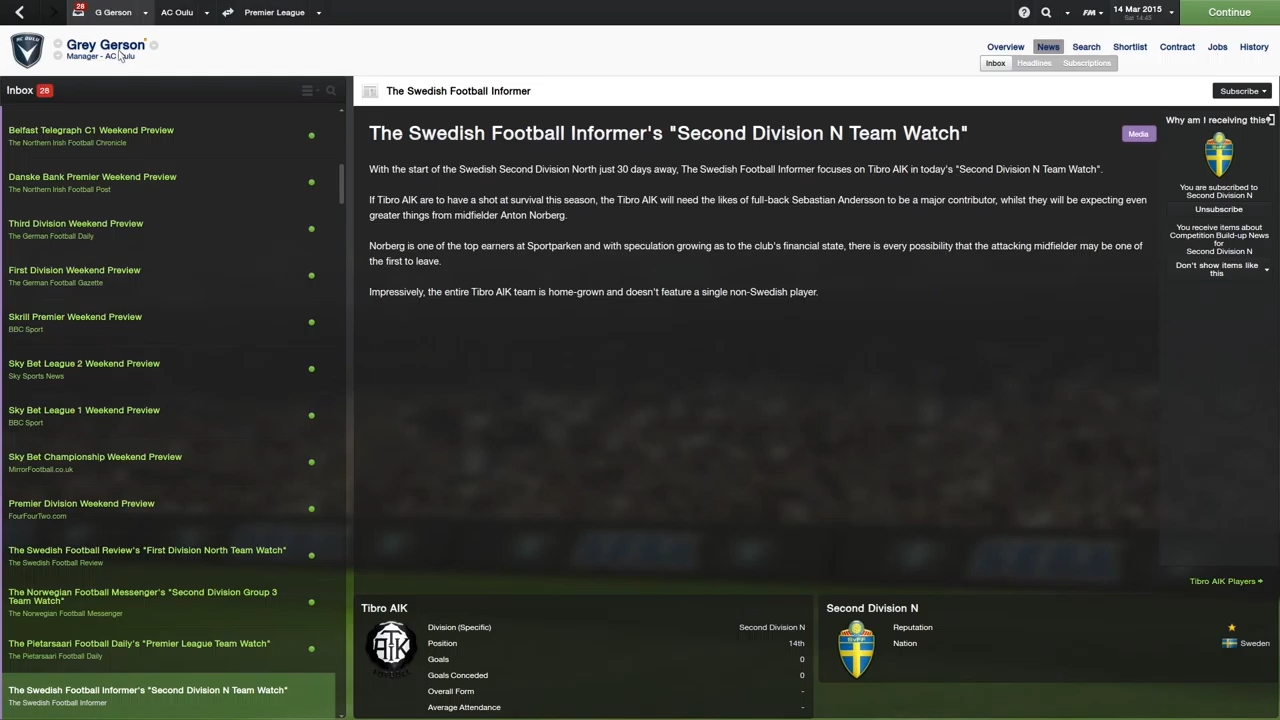 28
G Gerson
AC Oulu
Premier League
FM
14 Mar 2015
Sat 14:45
Continue
AC OULU
Grey Gerson
Manager - AC Oulu
Overview
News
Search
Shortlist
Contract
Jobs
History
Inbox
Headlines
Subscriptions
Inbox 28
The Swedish Football Informer
Subscribe
Belfast Telegraph C1 Weekend Preview
The Northern Irish Football Chronicle
Danske Bank Premier Weekend Preview
The Northern Irish Football Post
Third Division Weekend Preview
The German Football Daily
First Division Weekend Preview
The German Football Gazette
Skrill Premier Weekend Preview
BBC Sport
Sky Bet League 2 Weekend Preview
Sky Sports News
Sky Bet League 1 Weekend Preview
BBC Sport
Sky Bet Championship Weekend Preview
MirrorFootball.co.uk
Premier Division Weekend Preview
FourFourTwo.com
The Swedish Football Review's "First Division North Team Watch"
The Swedish Football Review
The Norwegian Football Messenger's "Second Division Group 3
Team Watch"
The Norwegian Football Messenger
The Pietarsaari Football Daily's "Premier League Team Watch"
The Pietarsaari Football Daily
The Swedish Football Informer's "Second Division N Team Watch"
The Swedish Football Informer
The Swedish Football Informer's "Second Division N Team Watch"
Media
With the start of the Swedish Second Division North just 30 days away, The Swedish Football Informer focuses on Tibro AIK in today's "Second Division N Team Watch".
If Tibro AIK are to have a shot at survival this season, the Tibro AIK will need the likes of full-back Sebastian Andersson to be a major contributor, whilst they will be expecting even
greater things from midfielder Anton Norberg.
Norberg is one of the top earners at Sportparken and with speculation growing as to the club's financial state, there is every possibility that the attacking midfielder may be one of
the first to leave.
Impressively, the entire Tibro AIK team is home-grown and doesn't feature a single non-Swedish player.
Why am I receiving this?
You are subscribed to
Second Division N
Unsubscribe
You receive items about
Competition Build-up News
for
Second Division N
Don't show items like
this
Tibro AIK Players
Tibro AIK
Division (Specific) Second Division N
Position 14th
Goals 0
Goals Conceded 0
Overall Form -
Average Attendance -
Second Division N
Reputation
Nation Sweden